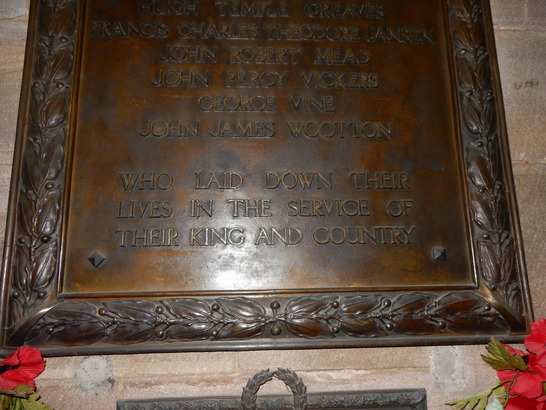 HUGH TEMPLE GREAVES
FRANCIS CHARLES THEODORE JANSEN
JOHN ROBERT MEAD
JOHN PERCY VICKERS
GEORGE VINE
JOHN JAMES WOOTTON
WHO LAID DOWN THEIR
LIVES IN THE SERVICE OF
THEIR KING AND COUNTRY